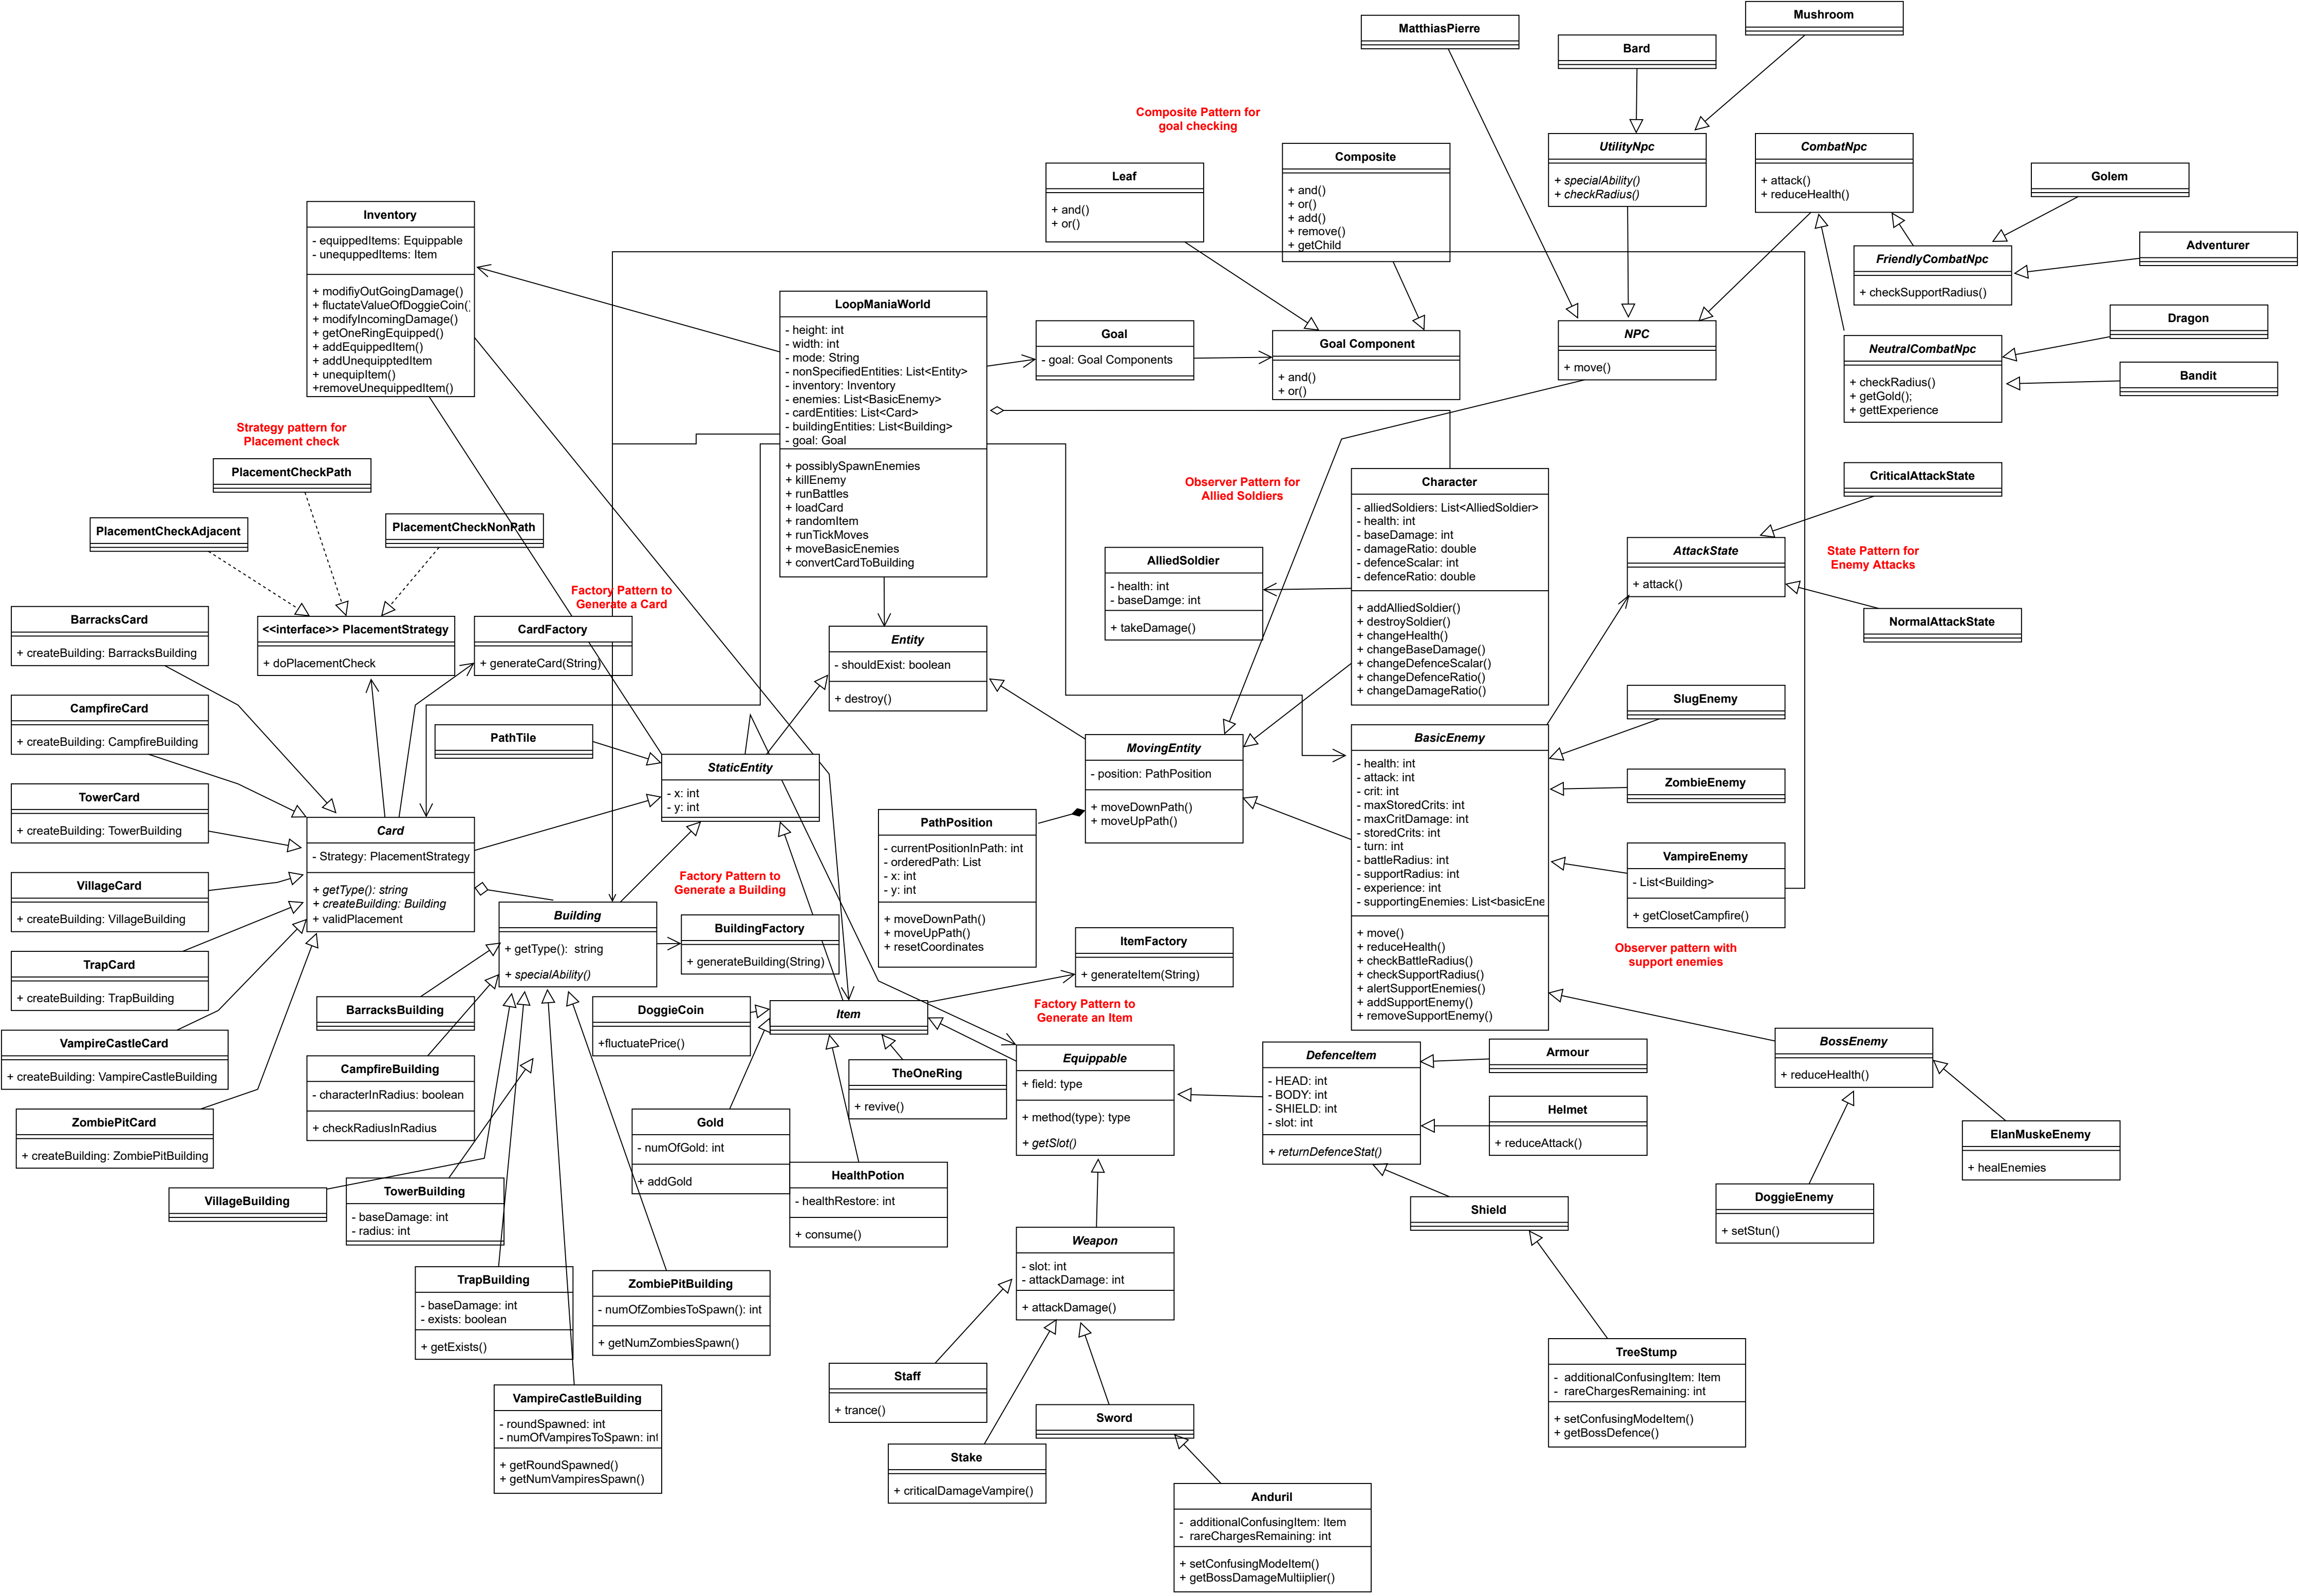 MatthiasPierre
Bard
Mushroom
Composite Pattern for
goal checking
Leaf
+ and()
+ or()
Composite
+ and()
+ or()
+ add()
+ remove()
+ getChild
UtilityNpc
+ specialAbility()
+ checkRadius()
CombatNpc
+ attack()
+ reduceHealth()
Golem
Adventurer
FriendlyCombatNpc
+ checkSupportRadius()
Dragon
Bandit
NeutralCombatNpc
+ checkRadius()
+ getGold();
+ gettExperience
NPC
+ move()
Inventory
- equippedItems: Equippable
- unequppedItems: Item
+ modifiyOutGoingDamage()
+ fluctateValueOfDoggieCoin()
+ modifyIncomingDamage()
+ getOneRingEquipped()
+ addEquippedItem()
+ addUnequipptedItem
+ unequipItem()
+removeUnequippedItem()
LoopManiaWorld
- height: int
- width: int
- mode: String
- nonSpecifiedEntities: List<Entity>
- inventory: Inventory
- enemies: List<BasicEnemy>
- cardEntities: List<Card>
- buildingEntities: List<Building>
- goal: Goal
+ possiblySpawnEnemies
+ killEnemy
+ runBattles
+ loadCard
+ randomItem
+ runTickMoves
+ moveBasicEnemies
+ convertCardToBuilding
Goal
- goal: Goal Components
Goal Component
+ and()
+ or()
Strategy pattern for
Placement check
PlacementCheckPath
PlacementCheckAdjacent
PlacementCheckNonPath
<<interface>> PlacementStrategy
+ doPlacementCheck
Factory Pattern to
Generate a Card
CardFactory
+ generateCard(String)
Observer Pattern for
Allied Soldiers
AlliedSoldier
- health: int
- baseDamge: int
+ takeDamage()
Character
- alliedSoldiers: List<AlliedSoldier>
- health: int
- baseDamage: int
- damageRatio: double
- defenceScalar: int
- defenceRatio: double
+ addAlliedSoldier()
+ destroySoldier()
+ changeHealth()
+ changeBaseDamage()
+ changeDefenceScalar()
+ changeDefenceRatio()
+ changeDamageRatio()
CriticalAttackState
AttackState
+ attack()
State Pattern for
Enemy Attacks
NormalAttackState
Entity
- shouldExist: boolean
+ destroy()
BarracksCard
+ createBuilding: BarracksBuilding
CampfireCard
+ createBuilding: CampfireBuilding
TowerCard
+ createBuilding: TowerBuilding
VillageCard
+ createBuilding: VillageBuilding
TrapCard
+ createBuilding: TrapBuilding
VampireCastleCard
+ createBuilding: VampireCastleBuilding
ZombiePitCard
+ createBuilding: ZombiePitBuilding
Card
- Strategy: PlacementStrategy
+ getType(): string
+ createBuilding: Building
+ validPlacement
PathTile
StaticEntity
- x: int
- y: int
MovingEntity
- position: PathPosition
+ moveDownPath()
+ moveUpPath()
PathPosition
- currentPositionInPath: int
- orderedPath: List
- x: int
- y: int
+ moveDownPath()
+ moveUpPath()
+ resetCoordinates
BasicEnemy
- health: int
- attack: int
- crit: int
- maxStoredCrits: int
- maxCritDamage: int
- storedCrits: int
- turn: int
- battleRadius: int
- supportRadius: int
- experience: int
- supportingEnemies: List<basicEne
+ move()
+ reduceHealth()
+ checkBattleRadius()
+ checkSupportRadius()
+ alertSupportEnemies()
+ addSupportEnemy()
+ removeSupportEnemy()
SlugEnemy
ZombieEnemy
VampireEnemy
- List<Building>
+ getClosetCampfire()
Observer pattern with
support enemies
Factory Pattern to
Generate a Building
Building
+ getType():  string
+ specialAbility()
BuildingFactory
+ generateBuilding(String)
ItemFactory
+ generateItem(String)
Factory Pattern to
Generate an Item
BarracksBuilding
CampfireBuilding
- characterInRadius: boolean
+ checkRadiusInRadius
DoggieCoin
+fluctuatePrice()
Item
TheOneRing
+ revive()
Gold
- numOfGold: int
+ addGold
HealthPotion
- healthRestore: int
+ consume()
Equippable
+ field: type
+ method(type): type
+ getSlot()
DefenceItem
- HEAD: int
- BODY: int
- SHIELD: int
- slot: int
+ returnDefenceStat()
Armour
Helmet
+ reduceAttack()
Shield
BossEnemy
+ reduceHealth()
ElanMuskeEnemy
+ healEnemies
DoggieEnemy
+ setStun()
VillageBuilding
TowerBuilding
- baseDamage: int
- radius: int
TrapBuilding
- baseDamage: int
- exists: boolean
+ getExists()
ZombiePitBuilding
- numOfZombiesToSpawn(): int
+ getNumZombiesSpawn()
VampireCastleBuilding
- roundSpawned: int
- numOfVampiresToSpawn: int
+ getRoundSpawned()
+ getNumVampiresSpawn()
Weapon
- slot: int
- attackDamage: int
+ attackDamage()
Staff
+ trance()
Stake
+ criticalDamageVampire()
Sword
Anduril
-  additionalConfusingItem: Item
-  rareChargesRemaining: int
+ setConfusingModeItem()
+ getBossDamageMultiiplier()
TreeStump
-  additionalConfusingItem: Item
-  rareChargesRemaining: int
+ setConfusingModeItem()
+ getBossDefence()